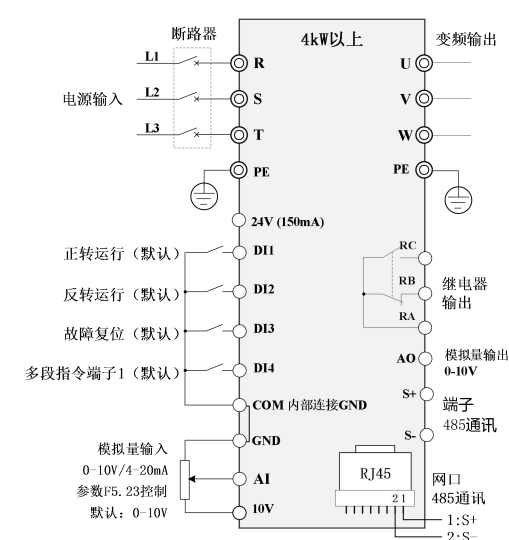 断路器
4kW以上
变频输出
L1
R
U
电源输入
L2
S
V
L3
T
W
PE
PE
24V (150mA)
正转运行（默认）
DI1
RC
反转运行（默认）
DI2
RB
继电器
输出
故障复位（默认）
DI3
RA
多段指令端子1（默认）
DI4
AO
模拟量输出
0-10V
COM 内部连接GND
S+
端子
485通讯
GND
S-
模拟量输入
0-10V/4-20mA
参数F5.23控制
默认：0-10V
AI
10V
RJ45
2 1
网口
485通讯
1:S+
2:S-